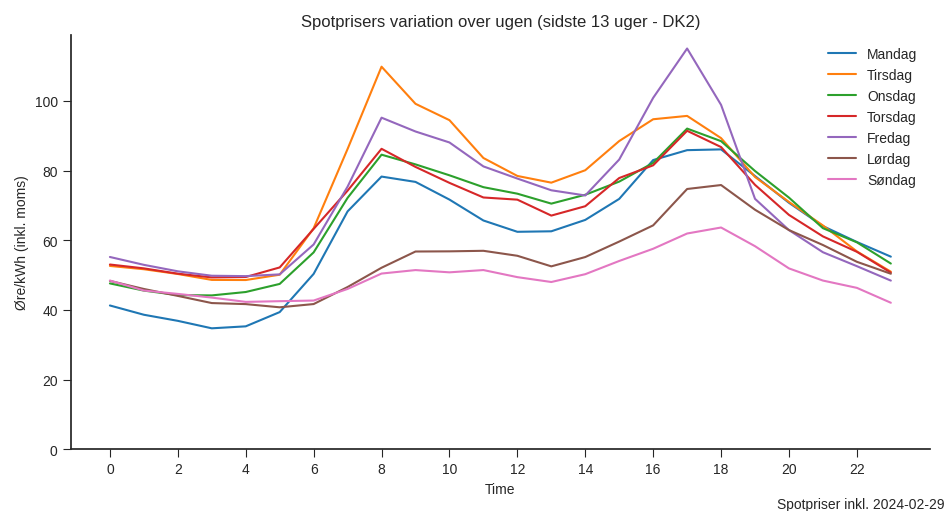 Spotprisers variation over ugen (sidste 13 uger - DK2)
Mandag
Tirsdag
Onsdag
Torsdag
Fredag
Lørdag
Søndag
Øre/kWh (inkl. moms)
100
80
60
40
20
0
0 2 4 6 8 10 12 14 16 18 20 22
Time
Spotpriser inkl. 2024-02-29